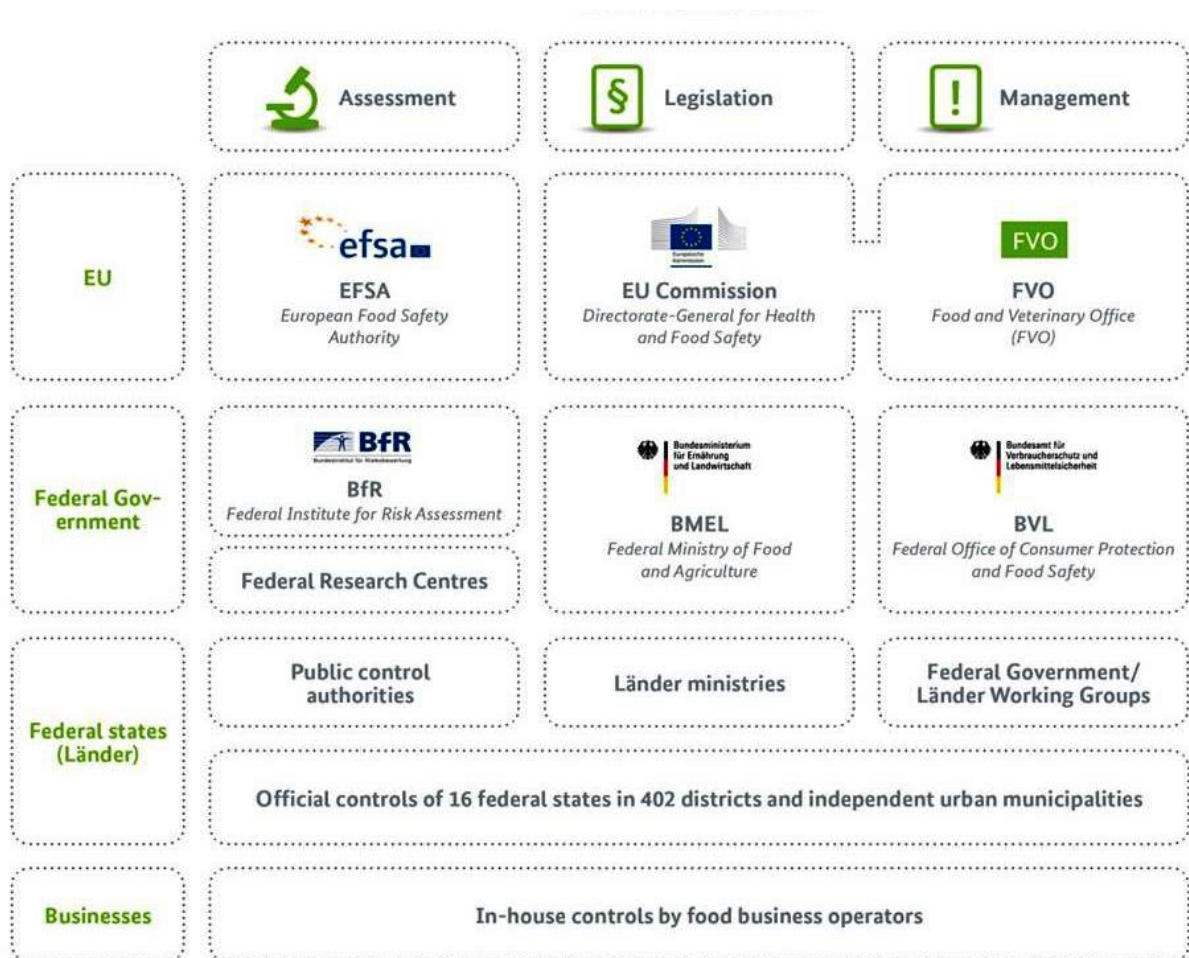 Assessment
§ Legislation
! Management
EU
efsa
EFSA
European Food Safety
Authority
Europäische
Kommission
EU Commission
Directorate-General for Health
and Food Safety
FVO
FVO
Food and Veterinary Office
(FVO)
Federal Gov-
ernment
BfR
Bundesinstitut für Risikobewertung
BfR
Federal Institute for Risk Assessment
Federal Research Centres
Bundesministerium
für Ernährung
und Landwirtschaft
BMEL
Federal Ministry of Food
and Agriculture
Bundesamt für
Verbraucherschutz und
Lebensmittelsicherheit
BVL
Federal Office of Consumer Protection
and Food Safety
Federal states
(Länder)
Public control
authorities
Länder ministries
Federal Government/
Länder Working Groups
Official controls of 16 federal states in 402 districts and independent urban municipalities
Businesses
In-house controls by food business operators